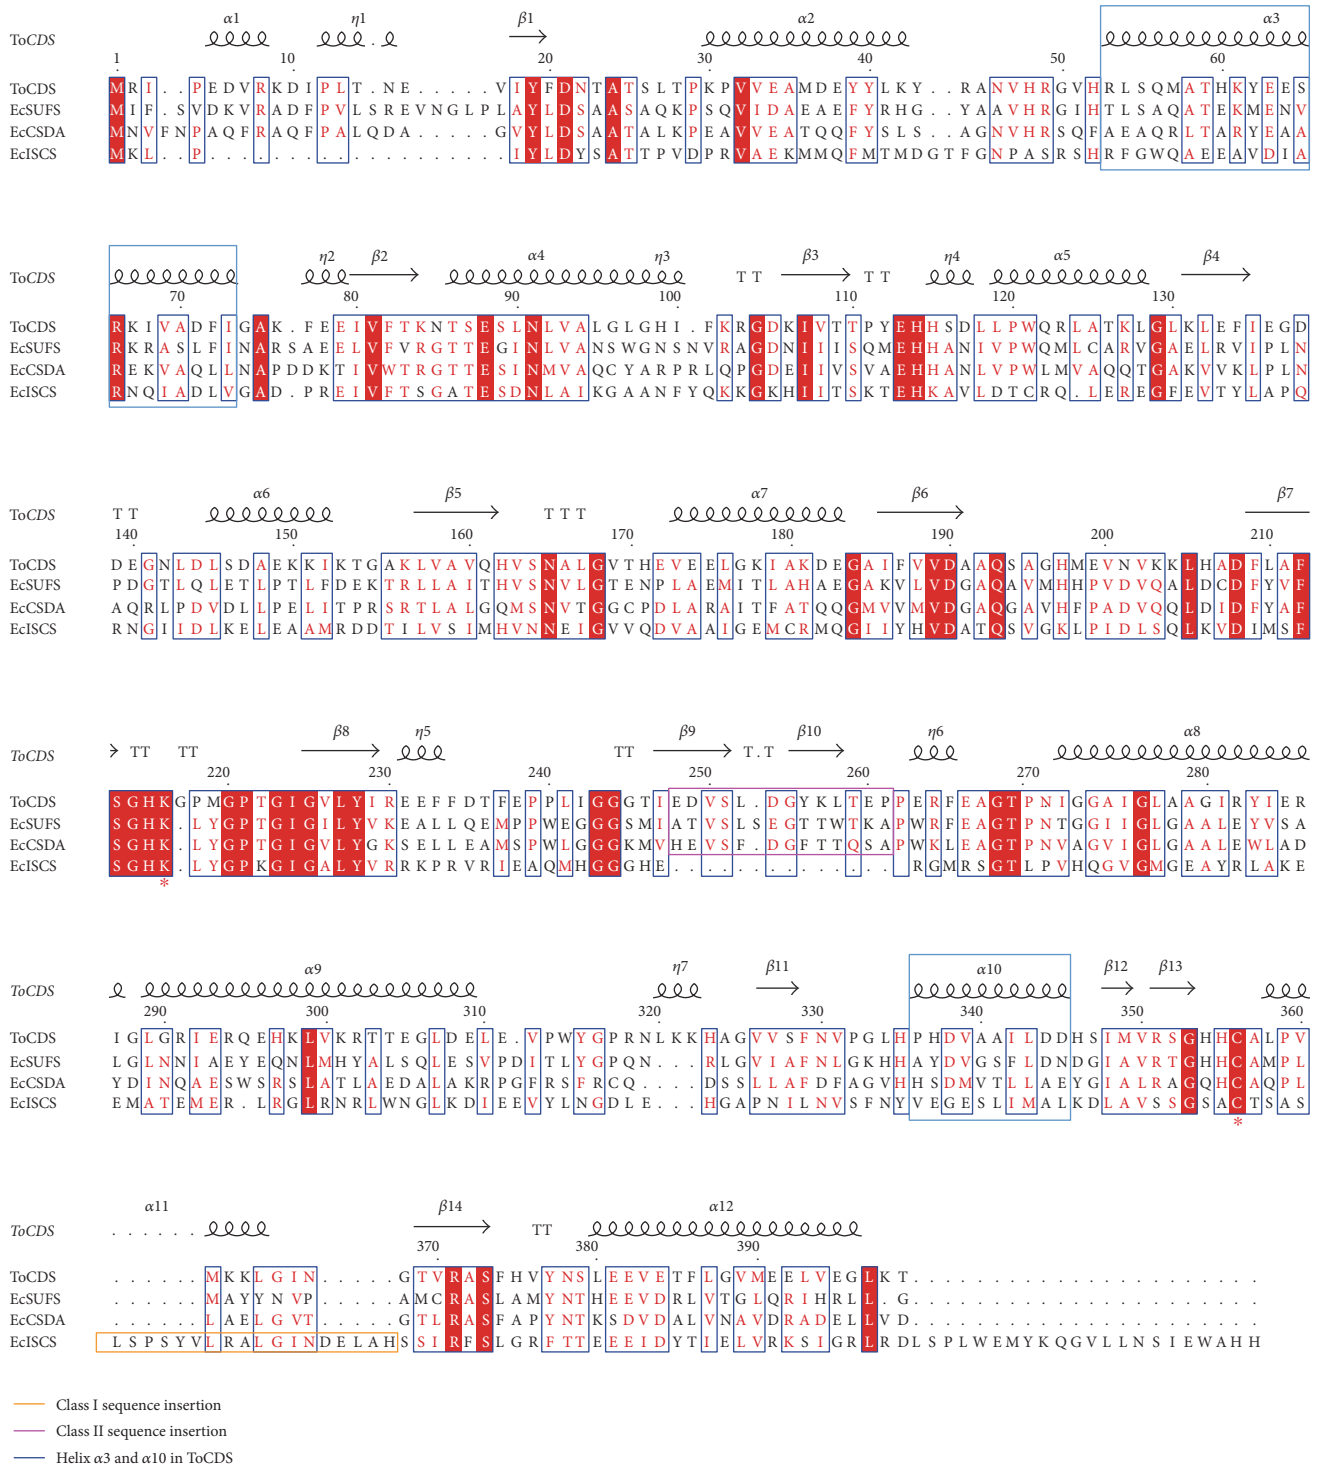 α1 η1 β1 α2 α3
ToCDS
1 10 20 30 40 50 60
ToCDS MRI..PEDVRKDIPLT.NE.....VIYFDNTATSLTPKPVVEAMDEYYLKY..RANVHRGVHRLSQMATHKYEES
EcSUFS MIF.SVDKVRADFPVLSREVNGLPLAYLDSAASAQKPSQVIDAEAEFYRHG.YAAVHRGIHTLSAQATEKMENV
EcCSDA MNVFNPAQFRAQFPALQDA.....GVYLDSAATALKPEAVVEATQQFYSLS..AGNVHRSQFAEAQRLTARYEAA
EcISCS MKL..P..................IYLDYSATTPVDPRVAEKMMQFMTMDGTFGNPASRSHRFGWQAEEAVDIA
η2 β2 α4 η3 β3 η4 α5 β4
ToCDS TT TT
70 80 90 100 110 120 130
ToCDS RKIVADFIGAK.FEEIVFTKNTSESLNLVALGLGHI.FKRGDKIVTTPYEHHSDLLPWQRLATKLGLKLEFIEGD
EcSUFS RKRASLFINARSAEELVFVRGTTEGINLVANSWGNSNVRAGDNIIISQMEHHANIVPWQMLCARVGAELRVIPLN
EcCSDA REKVAQLLNAPDDKTIVWTRGTTESINMVAQCYARPRLQPGDEIIVSVAEHHANLVPWLMVAQQTGAKVVKLPLN
EcISCS RNQIADLVGAD.PREIVFTSGATESDNLAIKGAANFYQKKGKHIITSKTEHKAVLDTCRQ.LEREGFEVTYLAPQ
α6 β5 α7 β6 β7
ToCDS TT TTT
140 150 160 170 180 190 200 210
ToCDS DEGNLDLSDAEKKIKTGAKLVAVQHVSNALGVTHEVEELGKIAKDEGAIFVVDAAQSAGHMEVNVKKLHADFLAF
EcSUFS PDGTLQLETLPTLFDEKTRLLAITHVSNVLGTENPLAEMITLAHAEGAKVLVDGAQAVMHHPVDVQALDCDFYVF
EcCSDA AQRLPDVDLLPELITPRSRTLALGQMSNVTGGCPDLARAITFATQQGMVVMVDGAQGAVHFPADVQQLDIDFYAF
EcISCS RNGIIDLKELEAAMRDDTILVSIMHVNNEIGVVQDVAAIGEMCRMQGIIYHVDATQSVGKLPIDLSQLKVDIMSF
β8 η5 β9 β10 η6 α8
ToCDS TT TT TT T.T
220 230 240 250 260 270 280
ToCDS SGHKGPMGPTGIGVLYIREEFFDTFEPPLIGGGTIEDVSL.DGYKLTEPPERFEAGTPNIGGAIGLAAGIRYIER
EcSUFS SGHK.LYGPTGIGILYVKEALLQEMPPWEGGGSMIATVSLSEGTTWTKAPWRFEAGTPNTGGIIGLGAALEYVSA
EcCSDA SGHK.LYGPTGIGVLYGKSELLEAMSPWLGGGKMVHEVSF.DGFTTQSAPWKLEAGTPNVAGVIGLGAALEWLAD
EcISCS SGHK.LYGPKGIGALYVRRKPRVRIEAQMHGGGHE..............RGMRSGTLPVHQGVGMGEAYRLAKE
*
α9 η7 β11 α10 β12 β13
ToCDS
290 300 310 320 330 340 350 360
ToCDS IGLGRIERQEHKLVKRTTEGLDELE.VPWYGPRNLKKHAGVVSFNVPGLHPHDVAAILDDHSIMVRSGHHCALPV
EcSUFS LGLNNIAEYEQNLMHYALSQLESVPDITLYGPQN...RLGVIAFNLGKHHAYDVGSFLDNDGIAVRTGHHCAMPL
EcCSDA YDINQAESWSRSLATLAEDALAKRPGFRSFRCQ....DSSLLAFDFAGVHHSDMVTLLAEYGIALRAGQHCAQPL
EcISCS EMATEMER.LRGLRNRLWNGLKDIEEVYLNGDLE...HGAPNILNVSFNYVEGESLIMALKDLAVSSGSACTSAS
*
α11 β14 α12
ToCDS ...... TT
370 380 390
ToCDS ......MKKLGIN.....GTVRASFHVYNSLEEVETFLGVMEELVEGLKT......................
EcSUFS ......MAYYNVP.....AMCRASLAMYNTHEEVDRLVTGLQRIHRLL.G......................
EcCSDA ......LAELGVT.....GTLRASFAPYNTKSDVDALVNAVDRADELLVD......................
EcISCS LSPSYVLRALGINDELAHSSIRFSLGRFTTEEEIDYTIELVRKSIGRLRDLSPLWEMYKQGVLLNSIEWAHH
Class I sequence insertion
Class II sequence insertion
Helix α3 and α10 in ToCDS